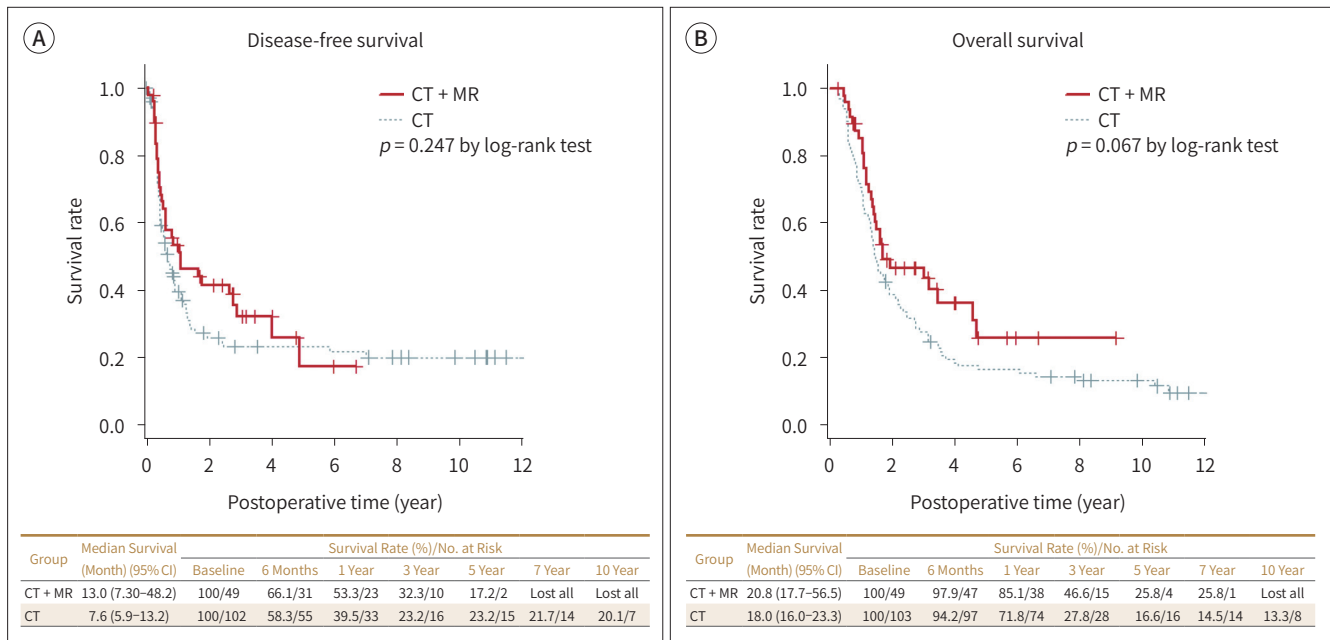 A
Disease-free survival
1.0
0.8
0.6
0.4
0.2
0.0
Survival rate
CT + MR
CT
p = 0.247 by log-rank test
0 2 4 6 8 10 12
Postoperative time (year)
Group Median Survival (Month) (95% CI) Survival Rate (%)/No. at Risk
Baseline 6 Months 1 Year 3 Year 5 Year 7 Year 10 Year
CT + MR 13.0 (7.30–48.2) 100/49 66.1/31 53.3/23 32.3/10 17.2/2 Lost all Lost all
CT 7.6 (5.9–13.2) 100/102 58.3/55 39.5/33 23.2/16 23.2/15 21.7/14 20.1/7
B
Overall survival
1.0
0.8
0.6
0.4
0.2
0.0
Survival rate
CT + MR
CT
p = 0.067 by log-rank test
0 2 4 6 8 10 12
Postoperative time (year)
Group Median Survival (Month) (95% CI) Survival Rate (%)/No. at Risk
Baseline 6 Months 1 Year 3 Year 5 Year 7 Year 10 Year
CT + MR 20.8 (17.7–56.5) 100/49 97.9/47 85.1/38 46.6/15 25.8/4 25.8/1 Lost all
CT 18.0 (16.0–23.3) 100/103 94.2/97 71.8/74 27.8/28 16.6/16 14.5/14 13.3/8